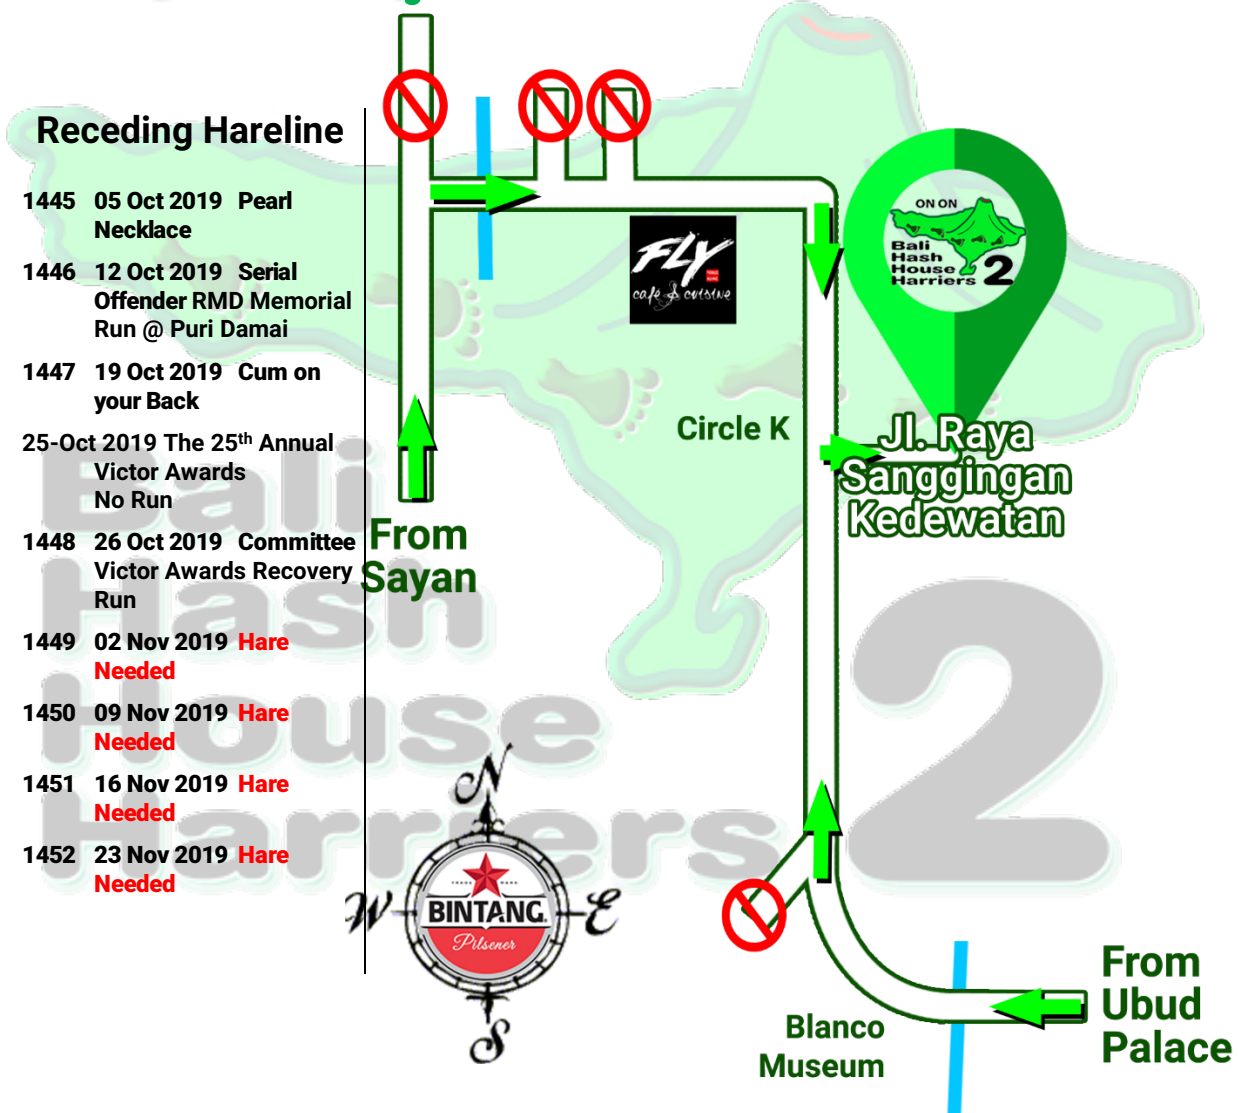 Receding Hareline
1445 05 Oct 2019 Pearl
Necklace
1446 12 Oct 2019 Serial
Offender RMD Memorial
Run @ Puri Damai
1447 19 Oct 2019 Cum on
your Back
25-Oct 2019 The 25th Annual
Victor Awards
No Run
1448 26 Oct 2019 Committee
Victor Awards Recovery
Run
1449 02 Nov 2019 Hare
Needed
1450 09 Nov 2019 Hare
Needed
1451 16 Nov 2019 Hare
Needed
1452 23 Nov 2019 Hare
Needed
From
Sayan
FLY
café & cuisine
Circle K
ON ON
Bali
Hash
House
Harriers 2
Jl. Raya
Sanggingan
Kedewatan
Bali
Hash
House
Harriers 2
N
W
E
S
TRADE MARK
BINTANG
Pilsener
Blanco
Museum
From
Ubud
Palace